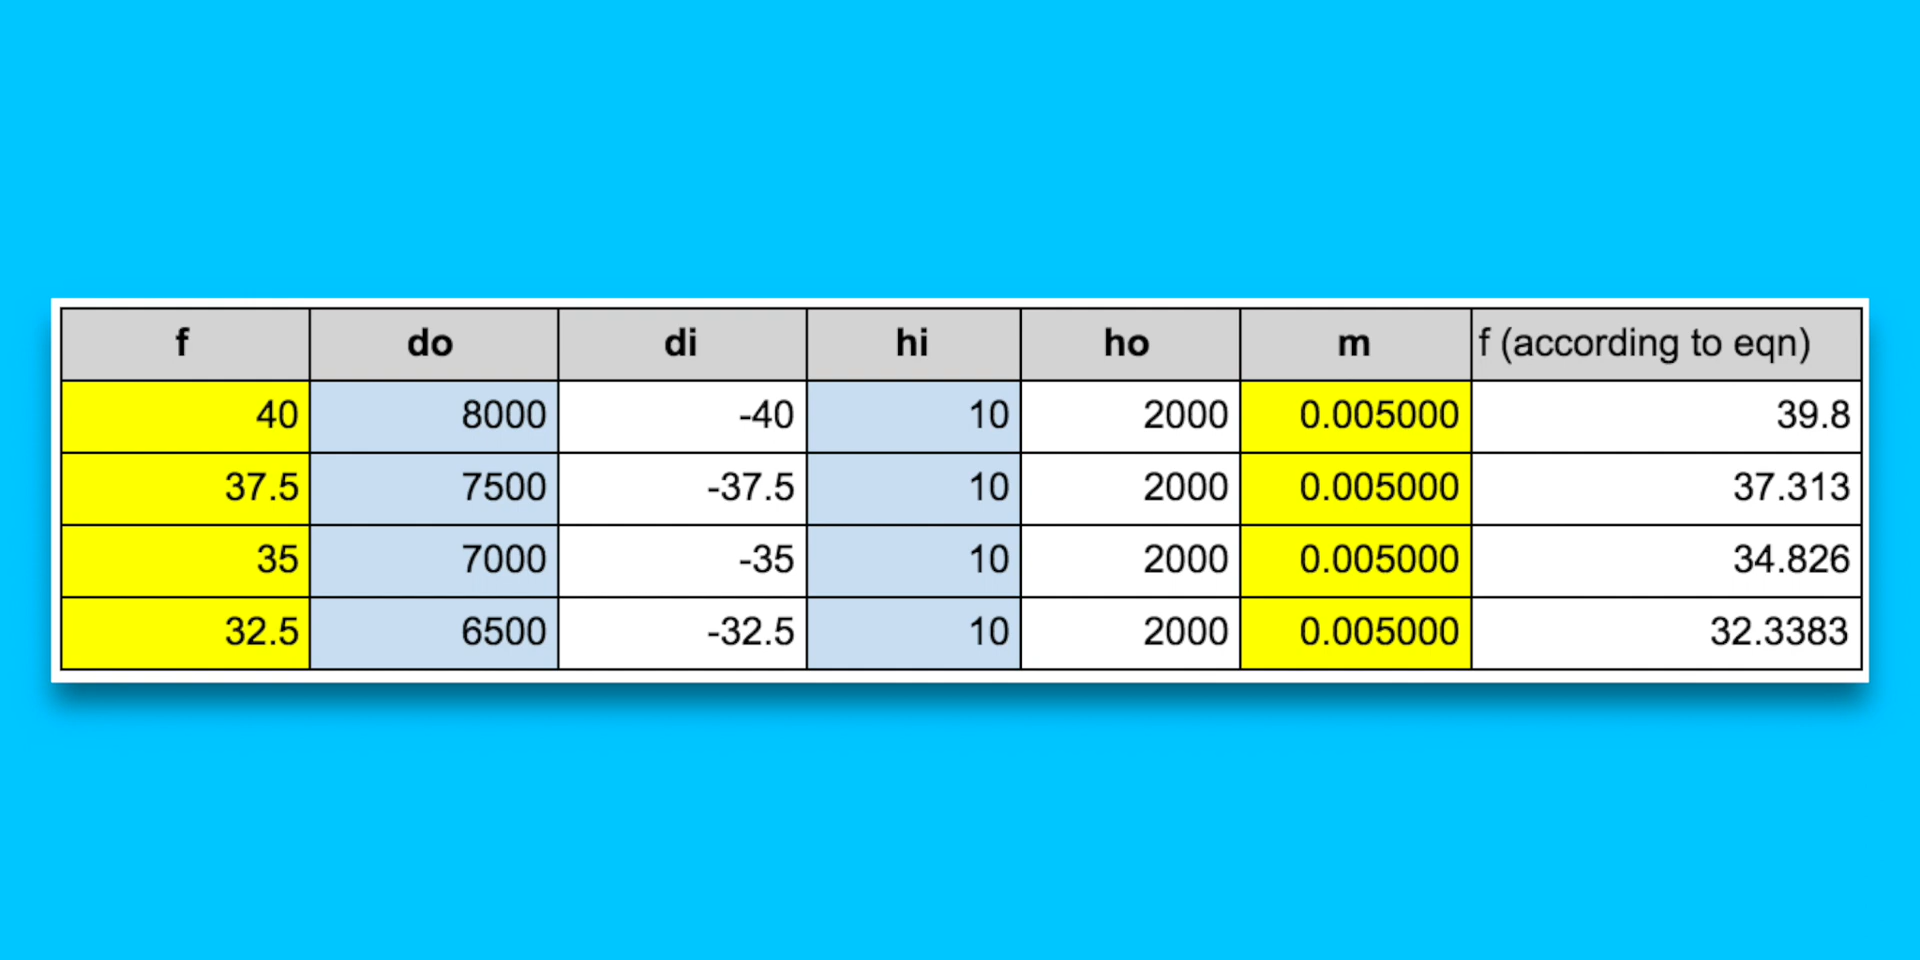 f do di hi ho m f (according to eqn)
40 8000 -40 10 2000 0.005000 39.8
37.5 7500 -37.5 10 2000 0.005000 37.313
35 7000 -35 10 2000 0.005000 34.826
32.5 6500 -32.5 10 2000 0.005000 32.3383